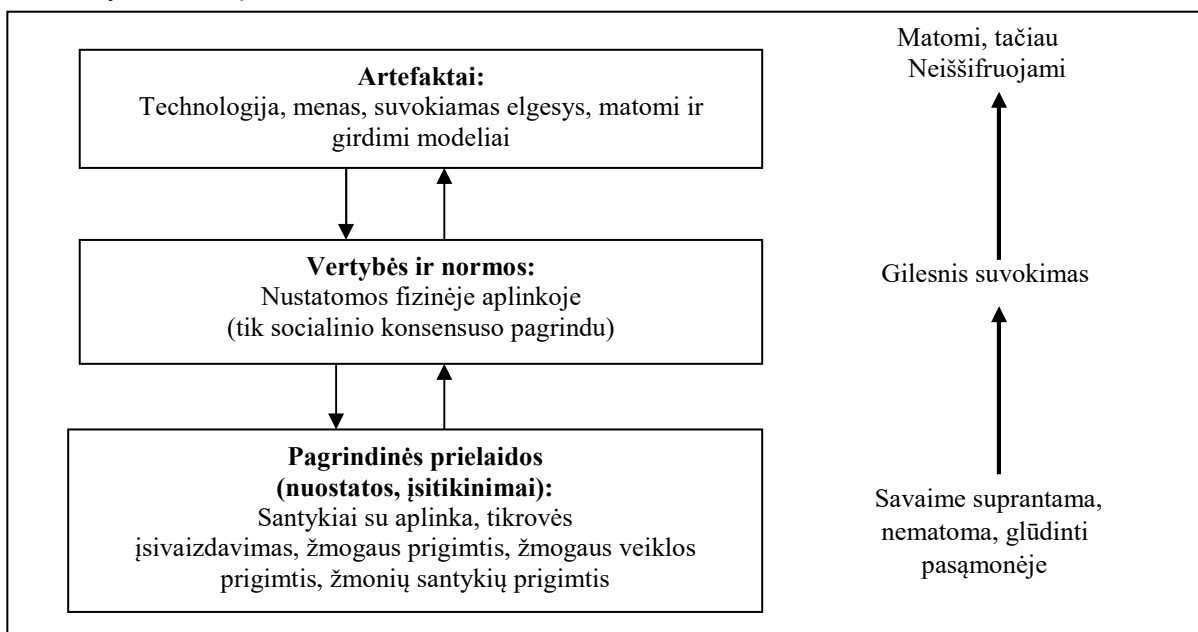 Artefaktai:
Technologija, menas, suvokiamas elgesys, matomi ir
girdimi modeliai
Matomi, tačiau
Neiššifruojami
Vertybės ir normos:
Nustatomos fizinėje aplinkoje
(tik socialinio konsensuso pagrindu)
Gilesnis suvokimas
Pagrindinės prielaidos
(nuostatos, įsitikinimai):
Santykiai su aplinka, tikrovės
įsivaizdavimas, žmogaus prigimtis, žmogaus veiklos
prigimtis, žmonių santykių prigimtis
Savaime suprantama,
nematoma, glūdinti
pasąmonėje